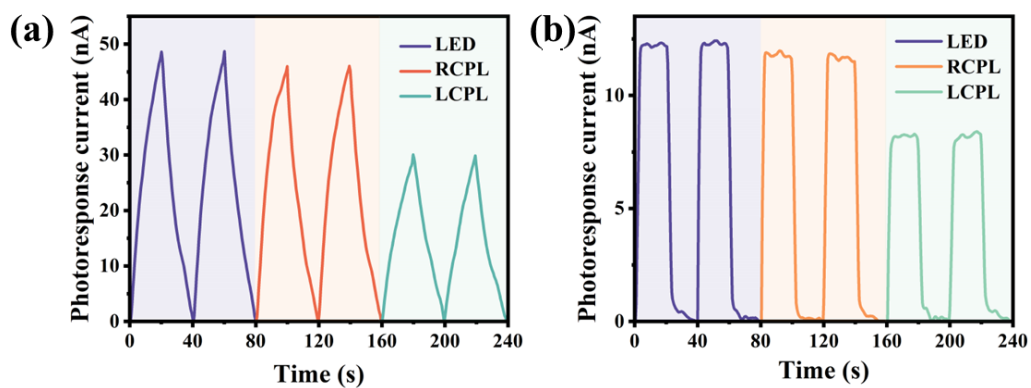 (a)
Photoresponse current (nA)
50
40
30
20
10
0
LED
RCPL
LCPL
0 40 80 120 160 200 240
Time (s)
(b)
Photoresponse current (nA)
10
5
0
LED
RCPL
LCPL
0 40 80 120 160 200 240
Time (s)